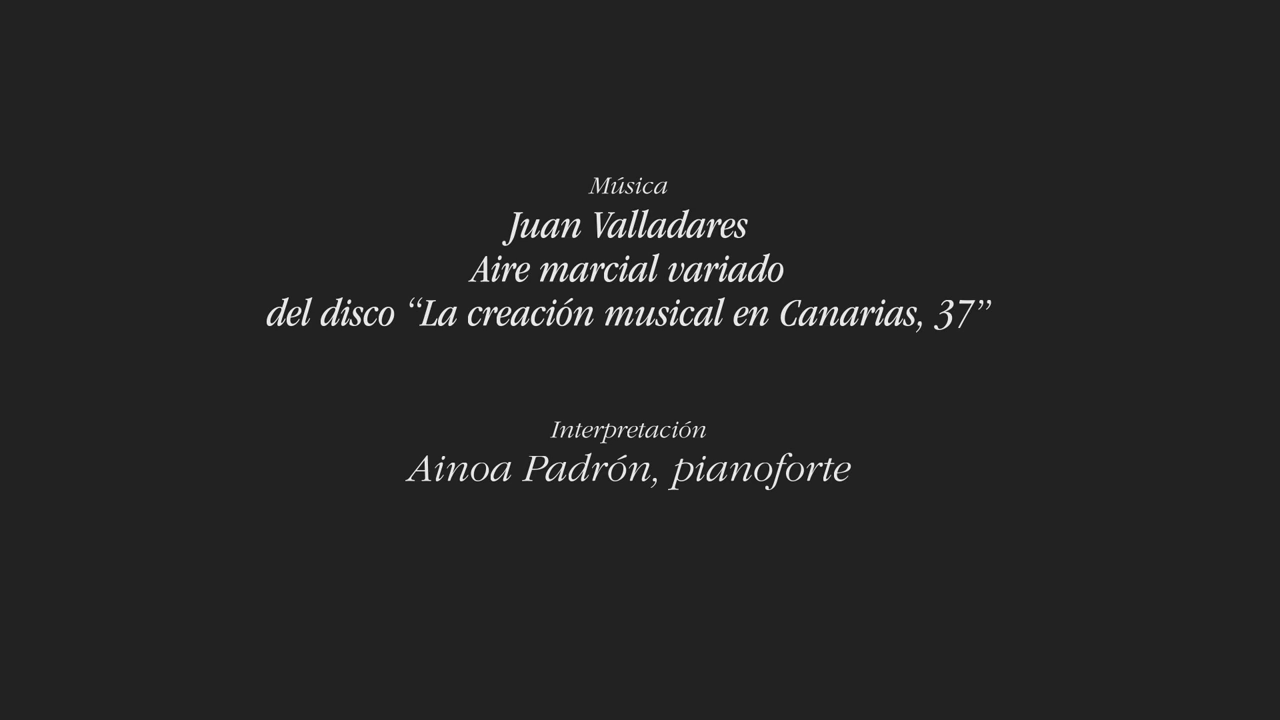 Música
Juan Valladares
Aire marcial variado
del disco “La creación musical en Canarias, 37”
Interpretación
Ainoa Padrón, pianoforte